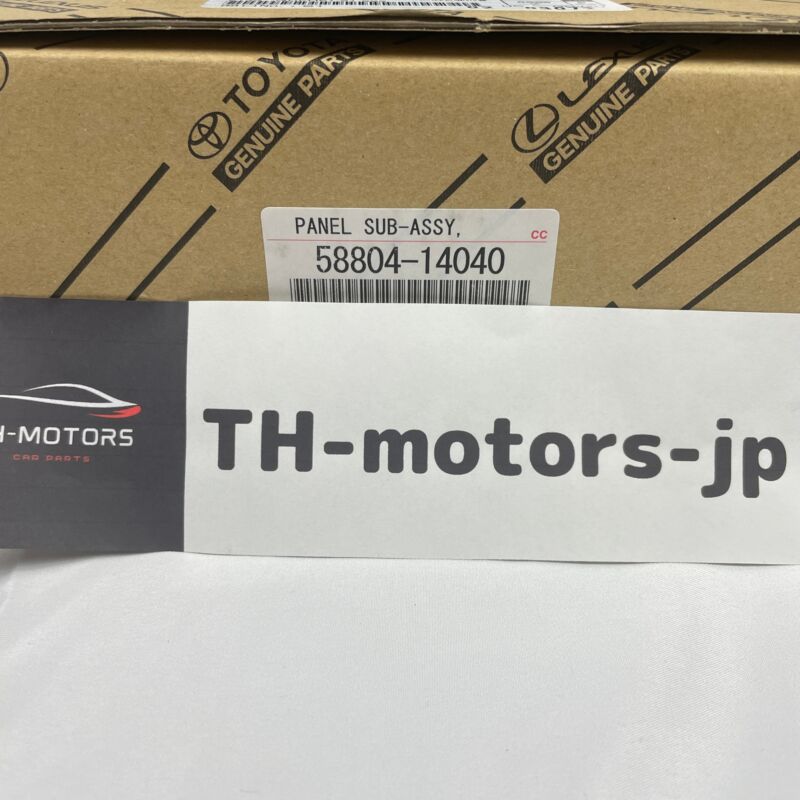 TOYOTA
GENUINE PARTS
LEXUS
GENUINE PARTS
PANEL SUB-ASSY,
CC
58804-14040
H-MOTORS
CAR PARTS
TH-motors-jp